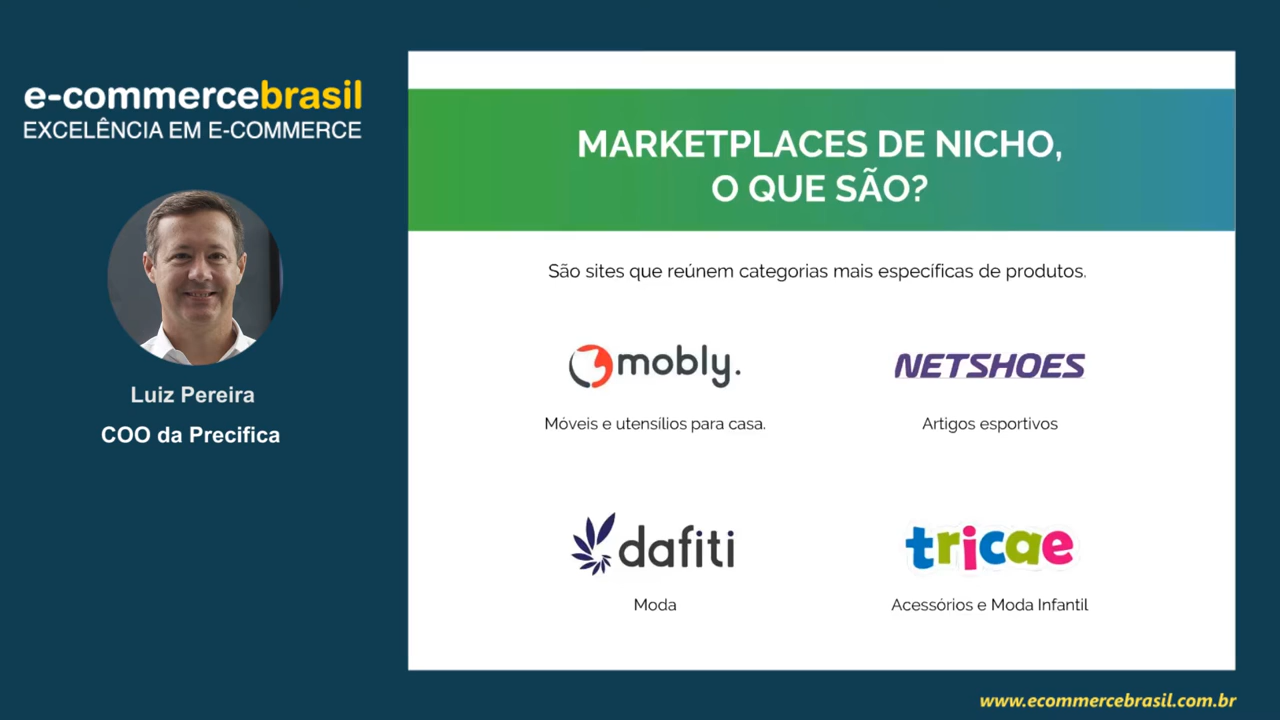 e-commercebrasil
EXCELÊNCIA EM E-COMMERCE
Luiz Pereira
COO da Precifica
MARKETPLACES DE NICHO,
O QUE SÃO?
São sites que reúnem categorias mais específicas de produtos.
mobly.
Móveis e utensílios para casa.
NETSHOES
Artigos esportivos
dafiti
Moda
tricae
Acessórios e Moda Infantil
www.ecommercebrasil.com.br